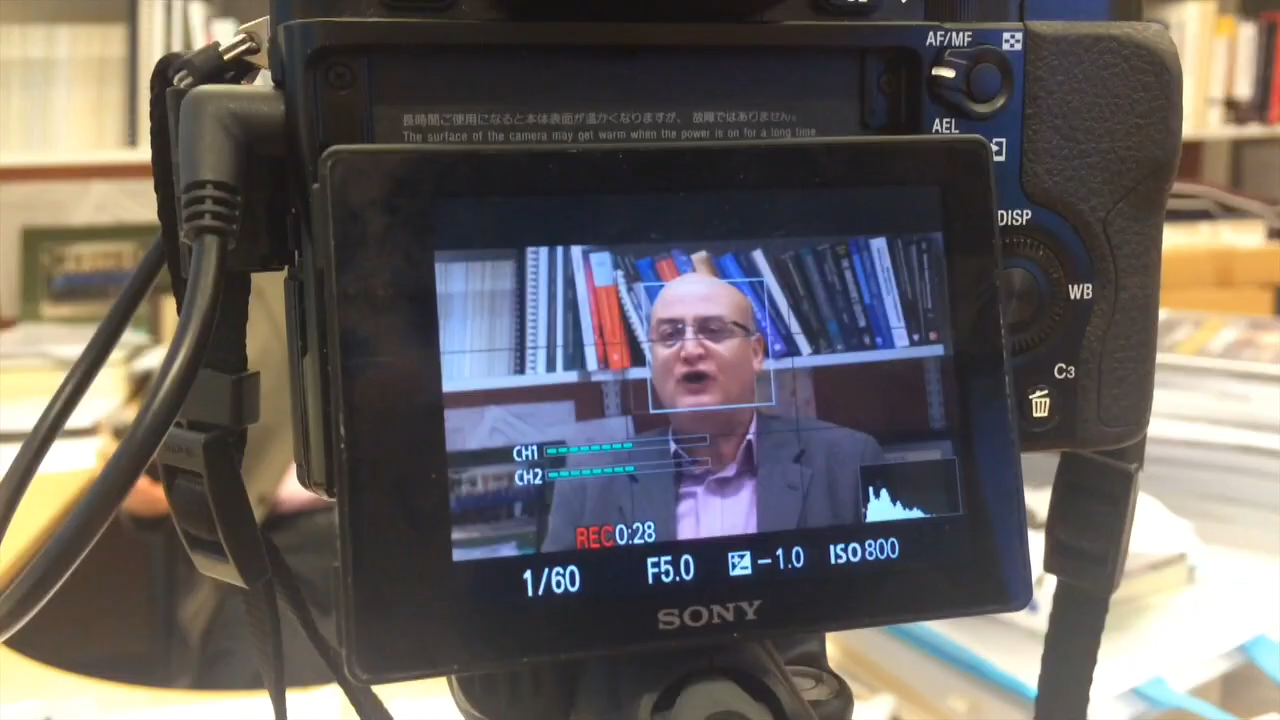 AF/MF
長時間ご使用になると本体表面が温かくなりますが、故障ではありません。
The surface of the camera may get warm when the power is on for a long time.
AEL
DISP
WB
C3
CH1
CH2
REC 0:28
1/60 F5.0 −1.0 ISO 800
SONY